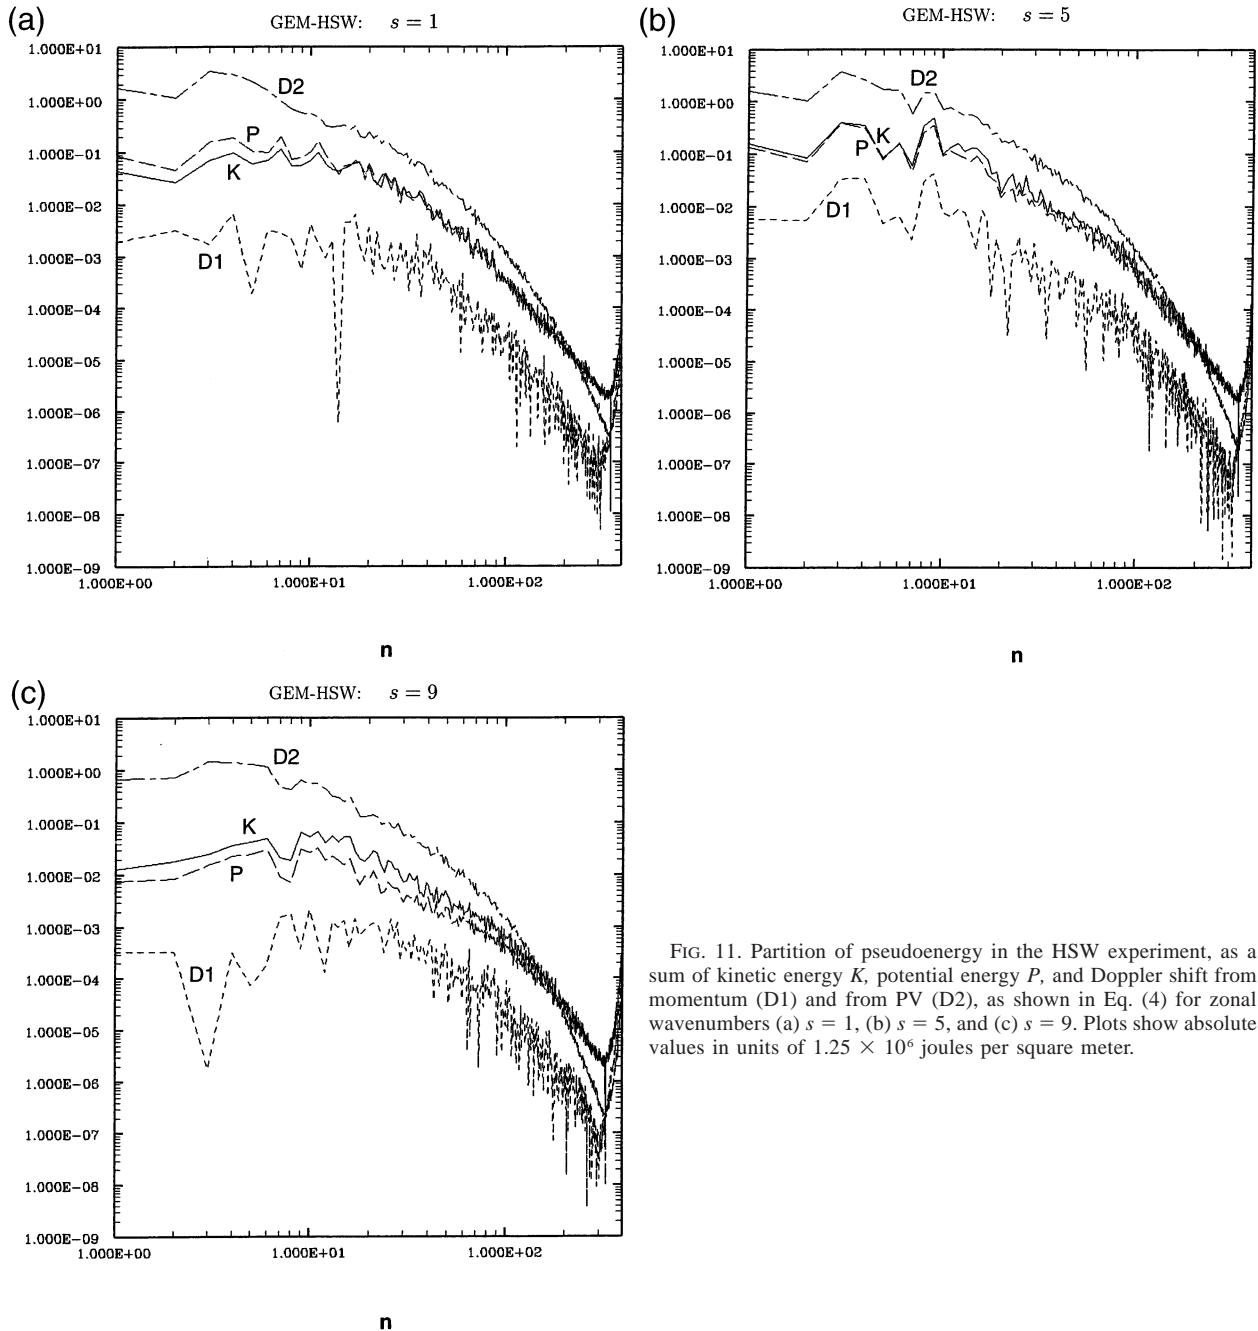 (a)
GEM-HSW: s = 1
1.000E+01
1.000E+00
1.000E−01
1.000E−02
1.000E−03
1.000E−04
1.000E−05
1.000E−06
1.000E−07
1.000E−08
1.000E−09
D2
P
K
D1
1.000E+00 1.000E+01 1.000E+02
n
(b)
GEM-HSW: s = 5
1.000E+01
1.000E+00
1.000E−01
1.000E−02
1.000E−03
1.000E−04
1.000E−05
1.000E−06
1.000E−07
1.000E−08
1.000E−09
D2
K
P
D1
1.000E+00 1.000E+01 1.000E+02
n
(c)
GEM-HSW: s = 9
1.000E+01
1.000E+00
1.000E−01
1.000E−02
1.000E−03
1.000E−04
1.000E−05
1.000E−06
1.000E−07
1.000E−08
1.000E−09
D2
K
P
D1
1.000E+00 1.000E+01 1.000E+02
n
FIG. 11. Partition of pseudoenergy in the HSW experiment, as a
sum of kinetic energy K, potential energy P, and Doppler shift from
momentum (D1) and from PV (D2), as shown in Eq. (4) for zonal
wavenumbers (a) s = 1, (b) s = 5, and (c) s = 9. Plots show absolute
values in units of 1.25 × 10⁶ joules per square meter.